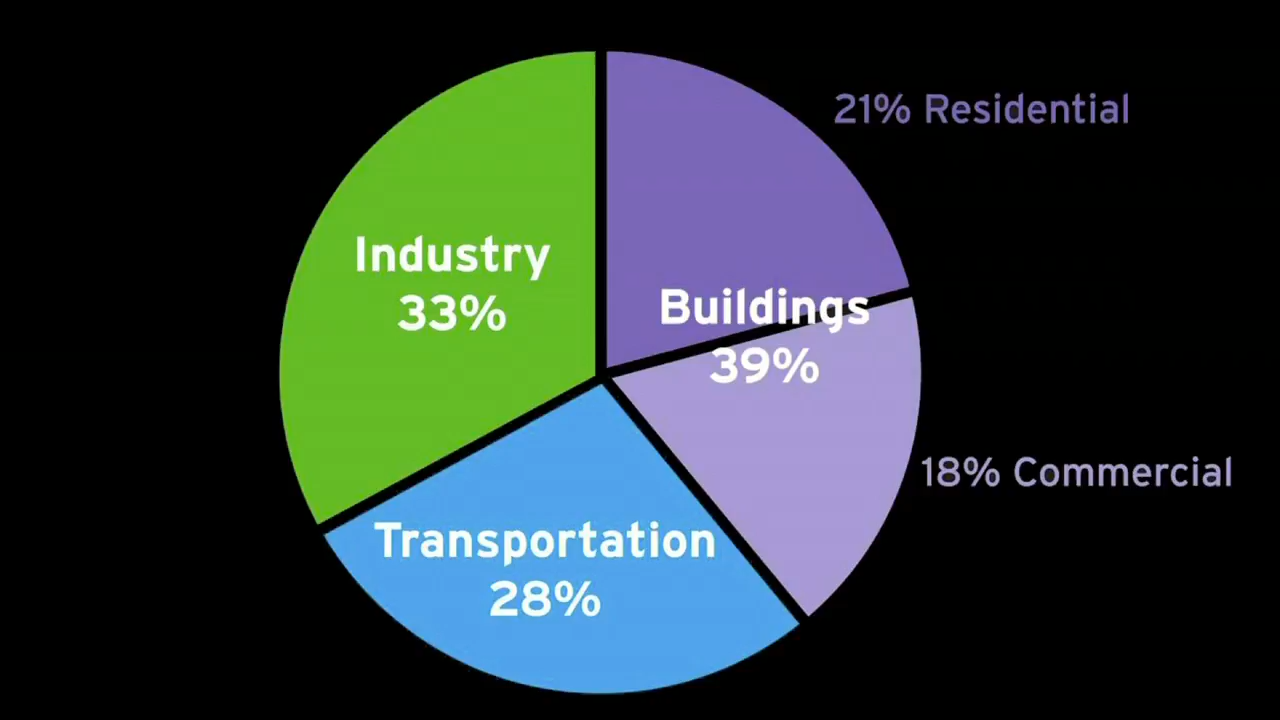 21% Residential
Industry
33%
Buildings
39%
18% Commercial
Transportation
28%